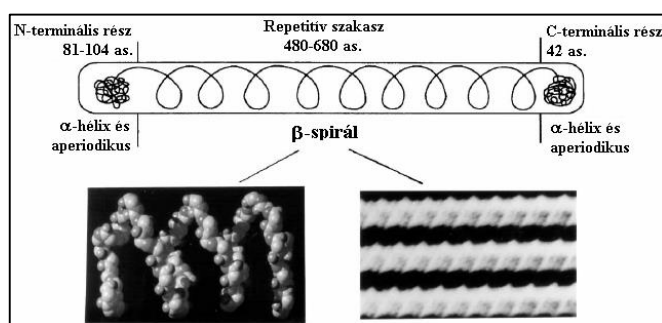 N-terminális rész
81-104 as.
Repetitív szakasz
480-680 as.
C-terminális rész
42 as.
α-hélix és
aperiodikus
β-spirál
α-hélix és
aperiodikus